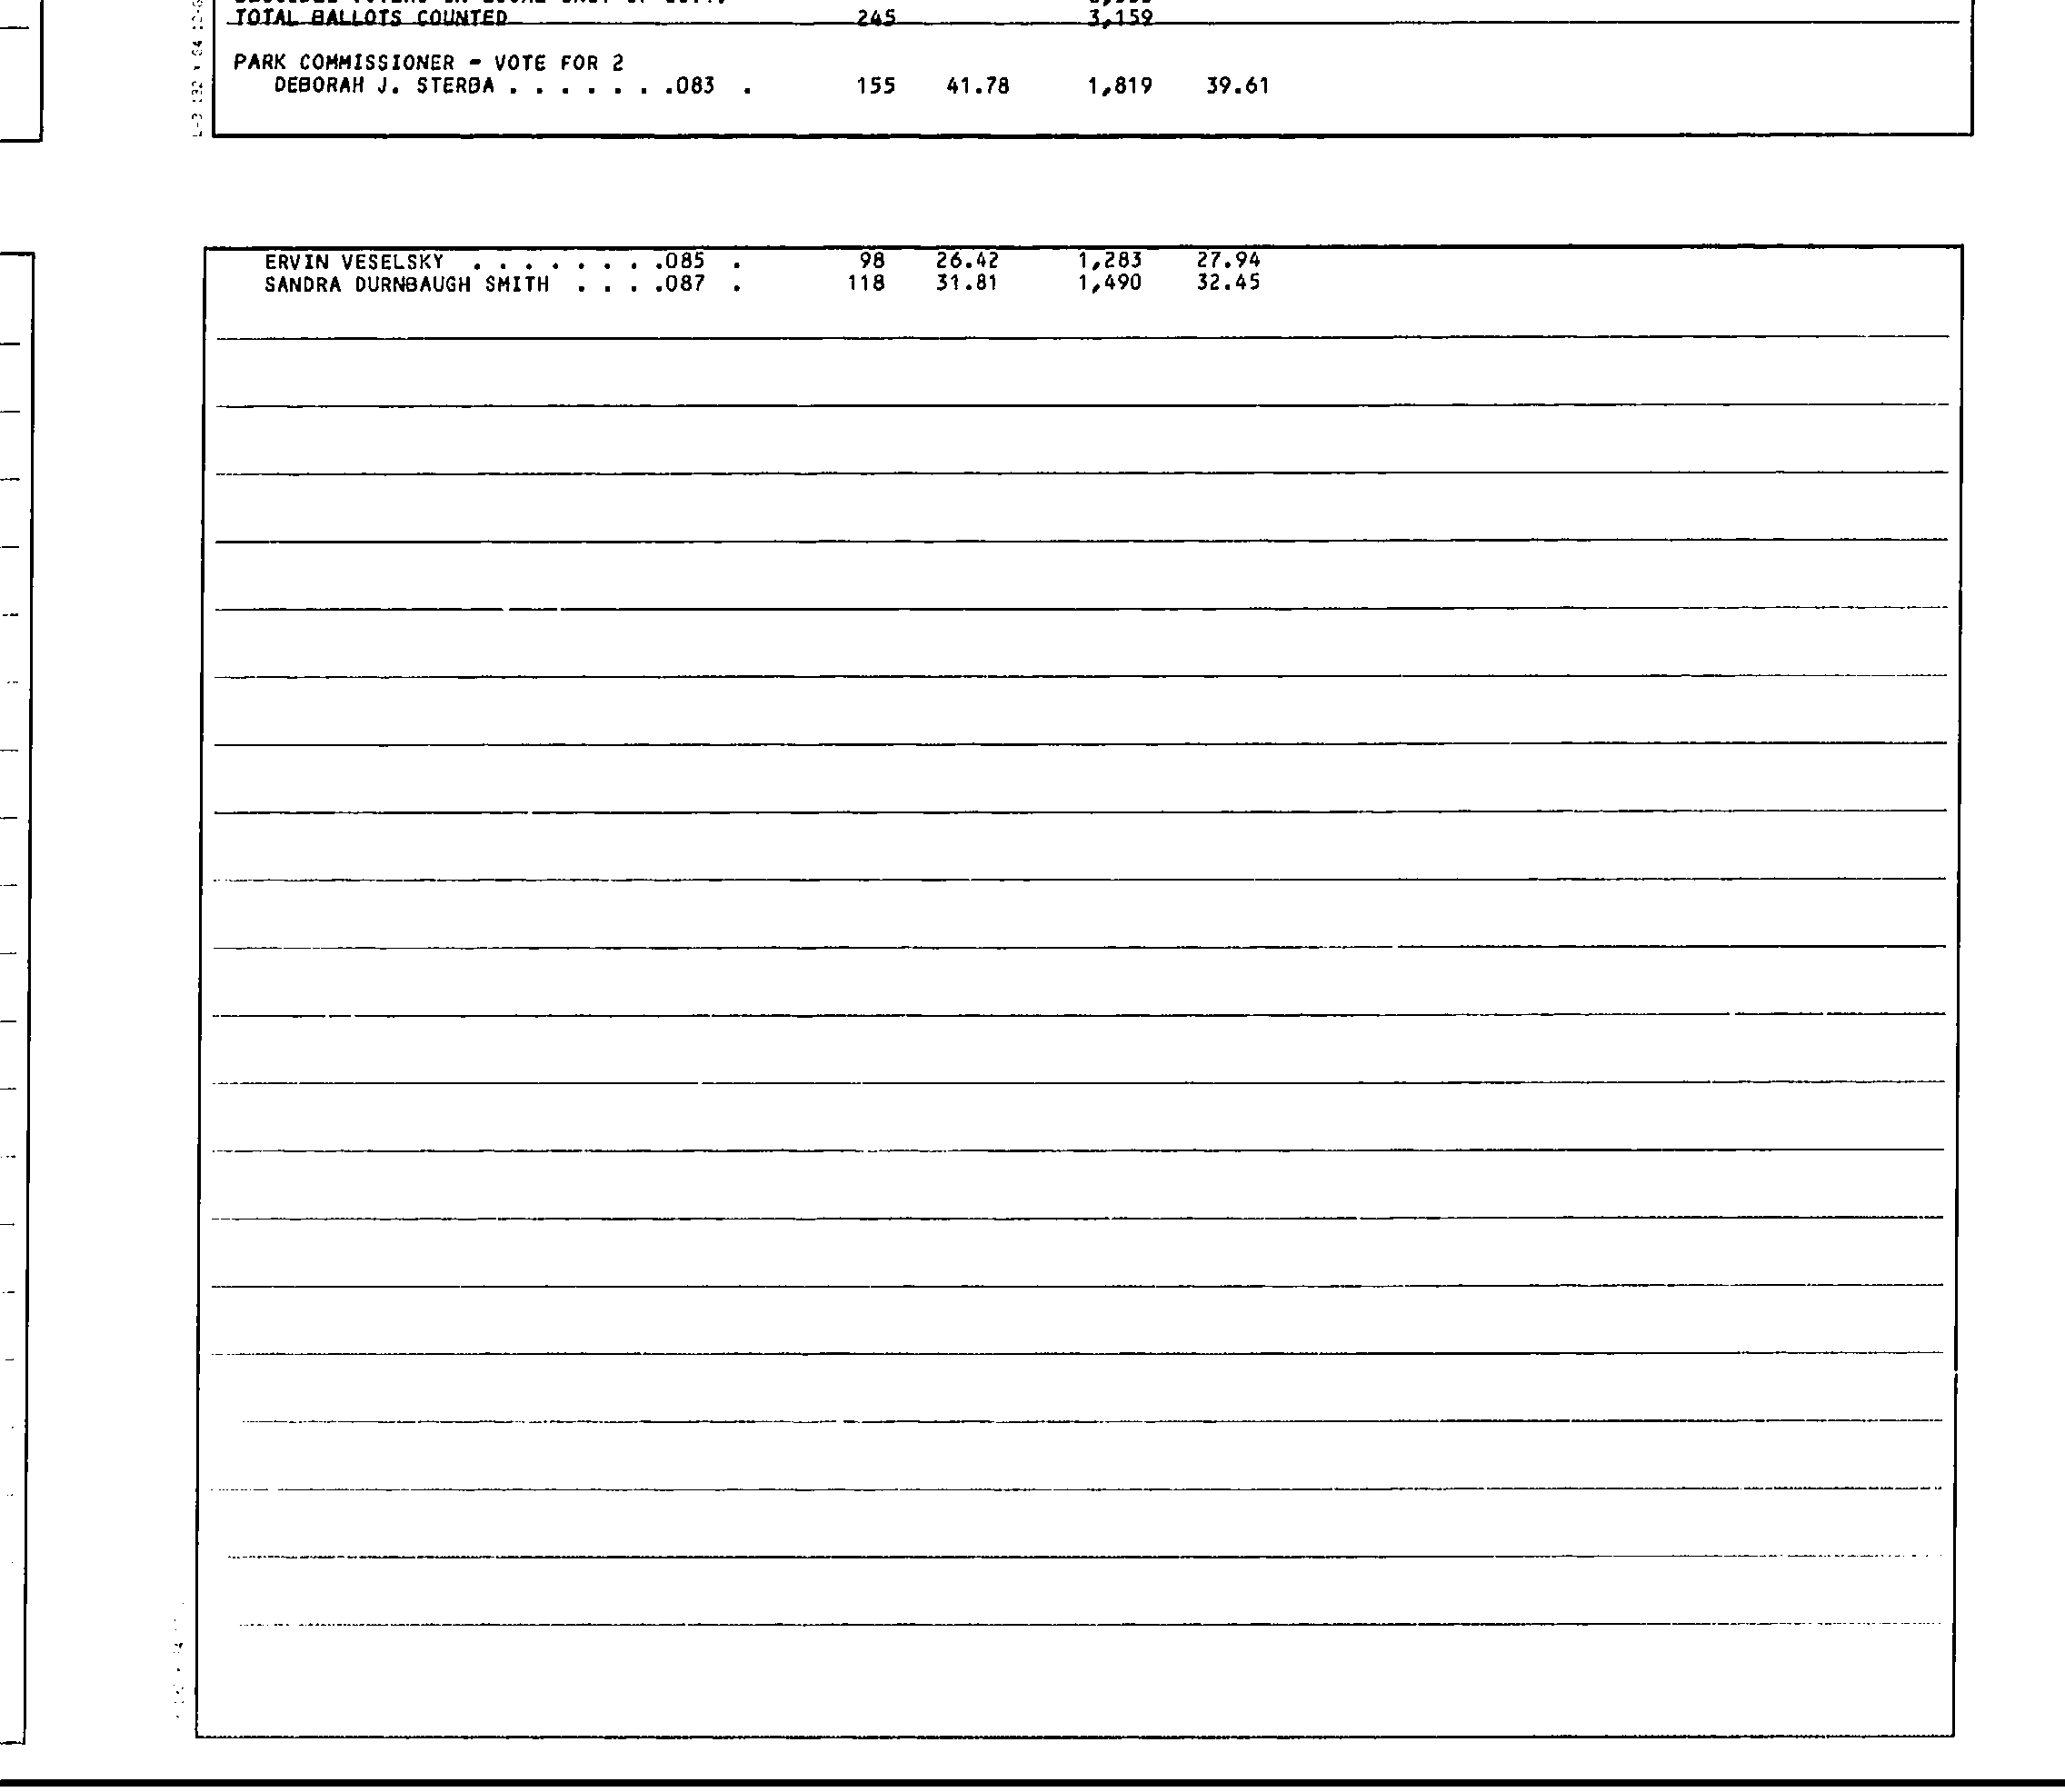 TOTAL BALLOTS COUNTED 245 3,159
PARK COMMISSIONER - VOTE FOR 2
DEBORAH J. STERBA . . . . . . .083 . 155 41.78 1,819 39.61
ERVIN VESELSKY . . . . . . . .085 . 98 26.42 1,283 27.94
SANDRA DURNBAUGH SMITH . . . .087 . 118 31.81 1,490 32.45